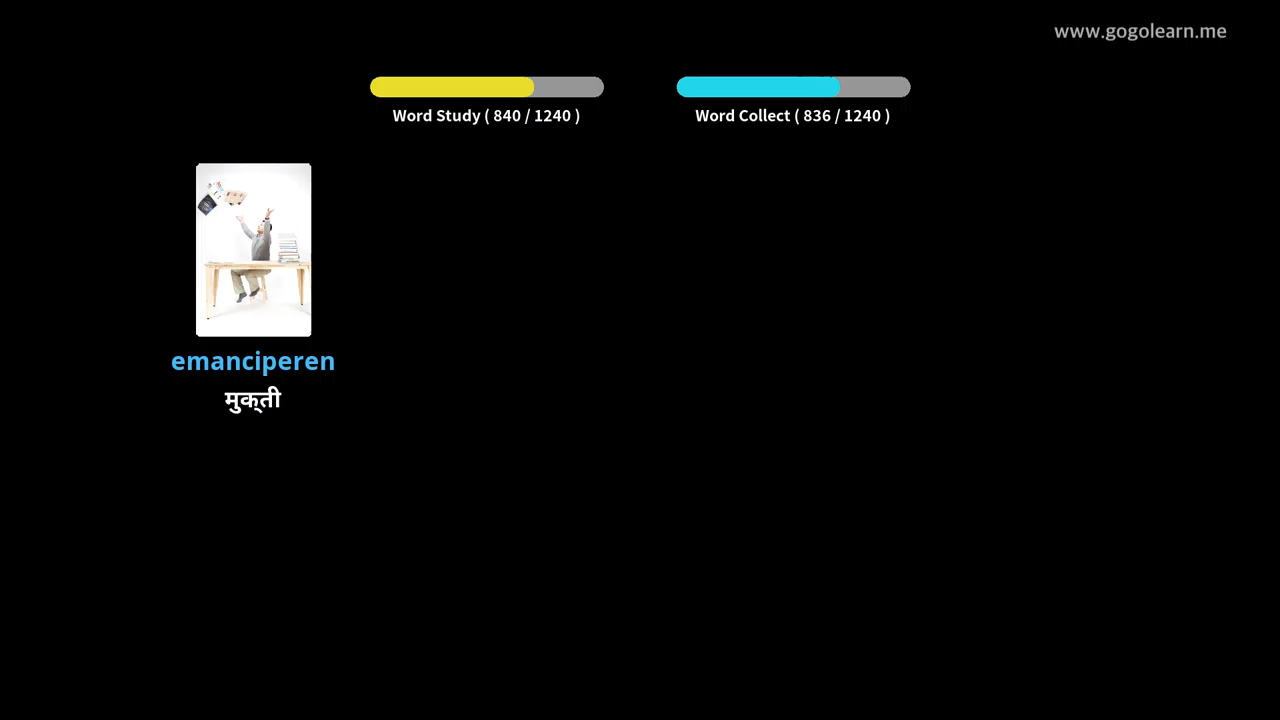 www.gogolearn.me
Word Study ( 840 / 1240 )
Word Collect ( 836 / 1240 )
emanciperen
मुक्ती